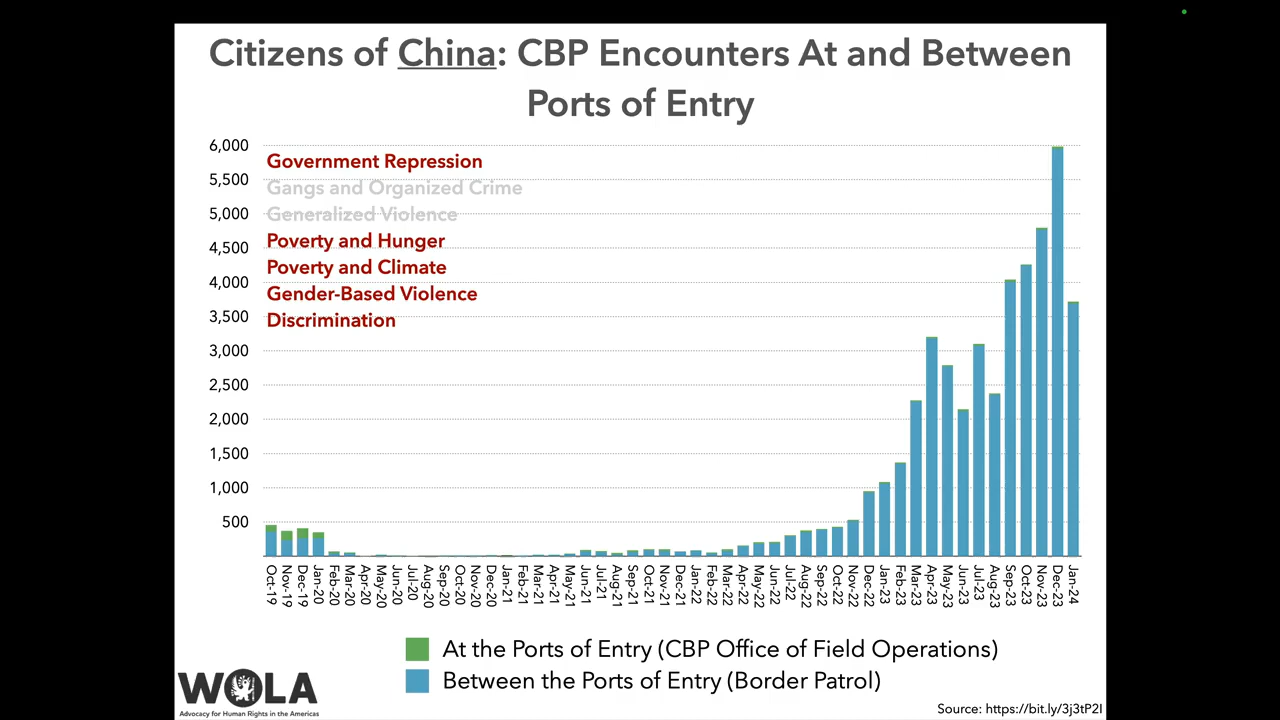 Citizens of China: CBP Encounters At and Between
Ports of Entry
6,000
5,500
5,000
4,500
4,000
3,500
3,000
2,500
2,000
1,500
1,000
500
Government Repression
Gangs and Organized Crime
Generalized Violence
Poverty and Hunger
Poverty and Climate
Gender-Based Violence
Discrimination
Oct-19
Nov-19
Dec-19
Jan-20
Feb-20
Mar-20
Apr-20
May-20
Jun-20
Jul-20
Aug-20
Sep-20
Oct-20
Nov-20
Dec-20
Jan-21
Feb-21
Mar-21
Apr-21
May-21
Jun-21
Jul-21
Aug-21
Sep-21
Oct-21
Nov-21
Dec-21
Jan-22
Feb-22
Mar-22
Apr-22
May-22
Jun-22
Jul-22
Aug-22
Sep-22
Oct-22
Nov-22
Dec-22
Jan-23
Feb-23
Mar-23
Apr-23
May-23
Jun-23
Jul-23
Aug-23
Sep-23
Oct-23
Nov-23
Dec-23
Jan-24
At the Ports of Entry (CBP Office of Field Operations)
Between the Ports of Entry (Border Patrol)
WOLA
Advocacy for Human Rights in the Americas
Source: https://bit.ly/3j3tP2I